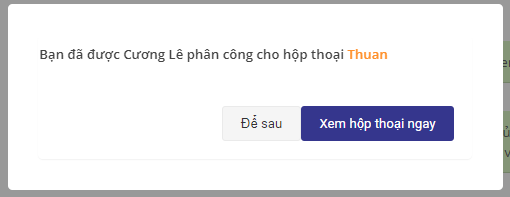 Bạn đã được Cương Lê phân công cho hộp thoại Thuan
Để sau
Xem hộp thoại ngay